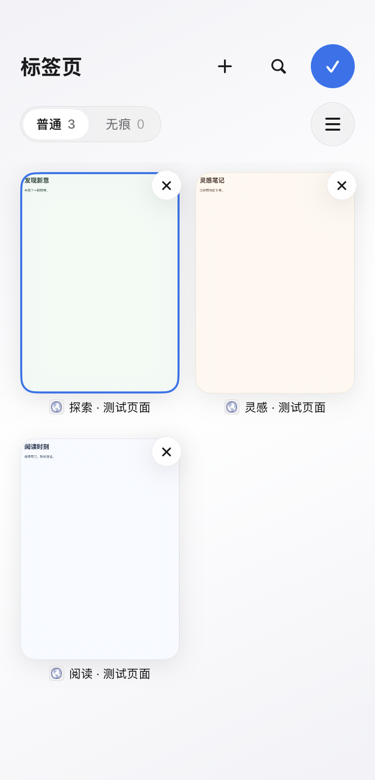 标签页
普通 3
无痕 0
发现新意
灵感笔记
探索 · 测试页面
灵感 · 测试页面
阅读时刻
阅读 · 测试页面